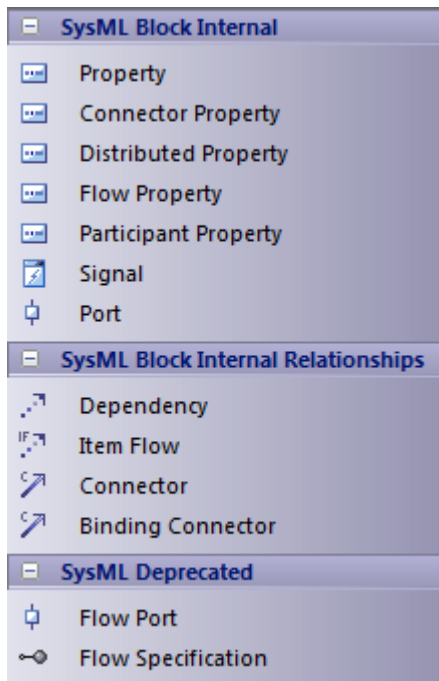 SysML Block Internal
Property
Connector Property
Distributed Property
Flow Property
Participant Property
Signal
Port
SysML Block Internal Relationships
Dependency
IF Item Flow
C Connector
C Binding Connector
SysML Deprecated
Flow Port
Flow Specification